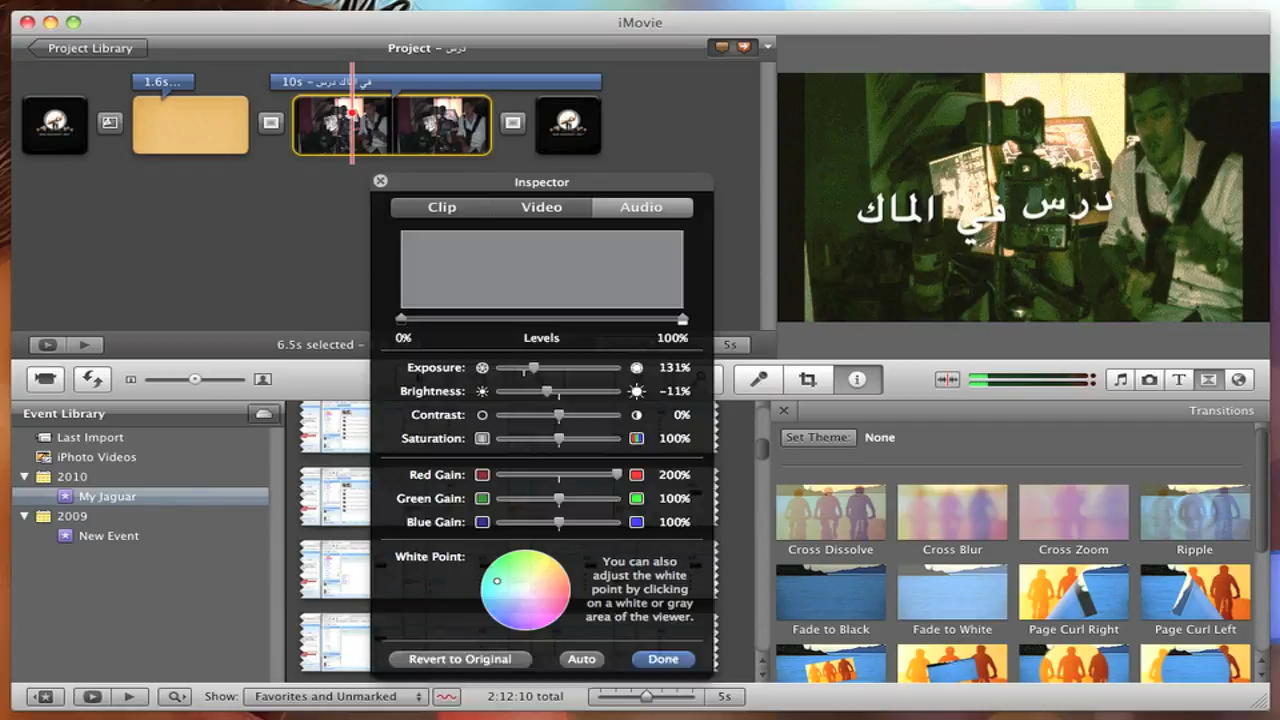 iMovie
Project Library
Project - درس
1.6s...
10s - في الماك درس
درس في الماك
Inspector
Clip
Video
Audio
0%
Levels
100%
6.5s selected -
5s
Exposure:
131%
Brightness:
-11%
Contrast:
0%
Saturation:
100%
Red Gain:
200%
Green Gain:
100%
Blue Gain:
100%
White Point:
You can also
adjust the white
point by clicking
on a white or gray
area of the viewer.
Revert to Original
Auto
Done
Event Library
Last Import
iPhoto Videos
2010
My Jaguar
2009
New Event
Transitions
Set Theme:
None
Cross Dissolve
Cross Blur
Cross Zoom
Ripple
Fade to Black
Fade to White
Page Curl Right
Page Curl Left
Show:
Favorites and Unmarked
2:12:10 total
5s